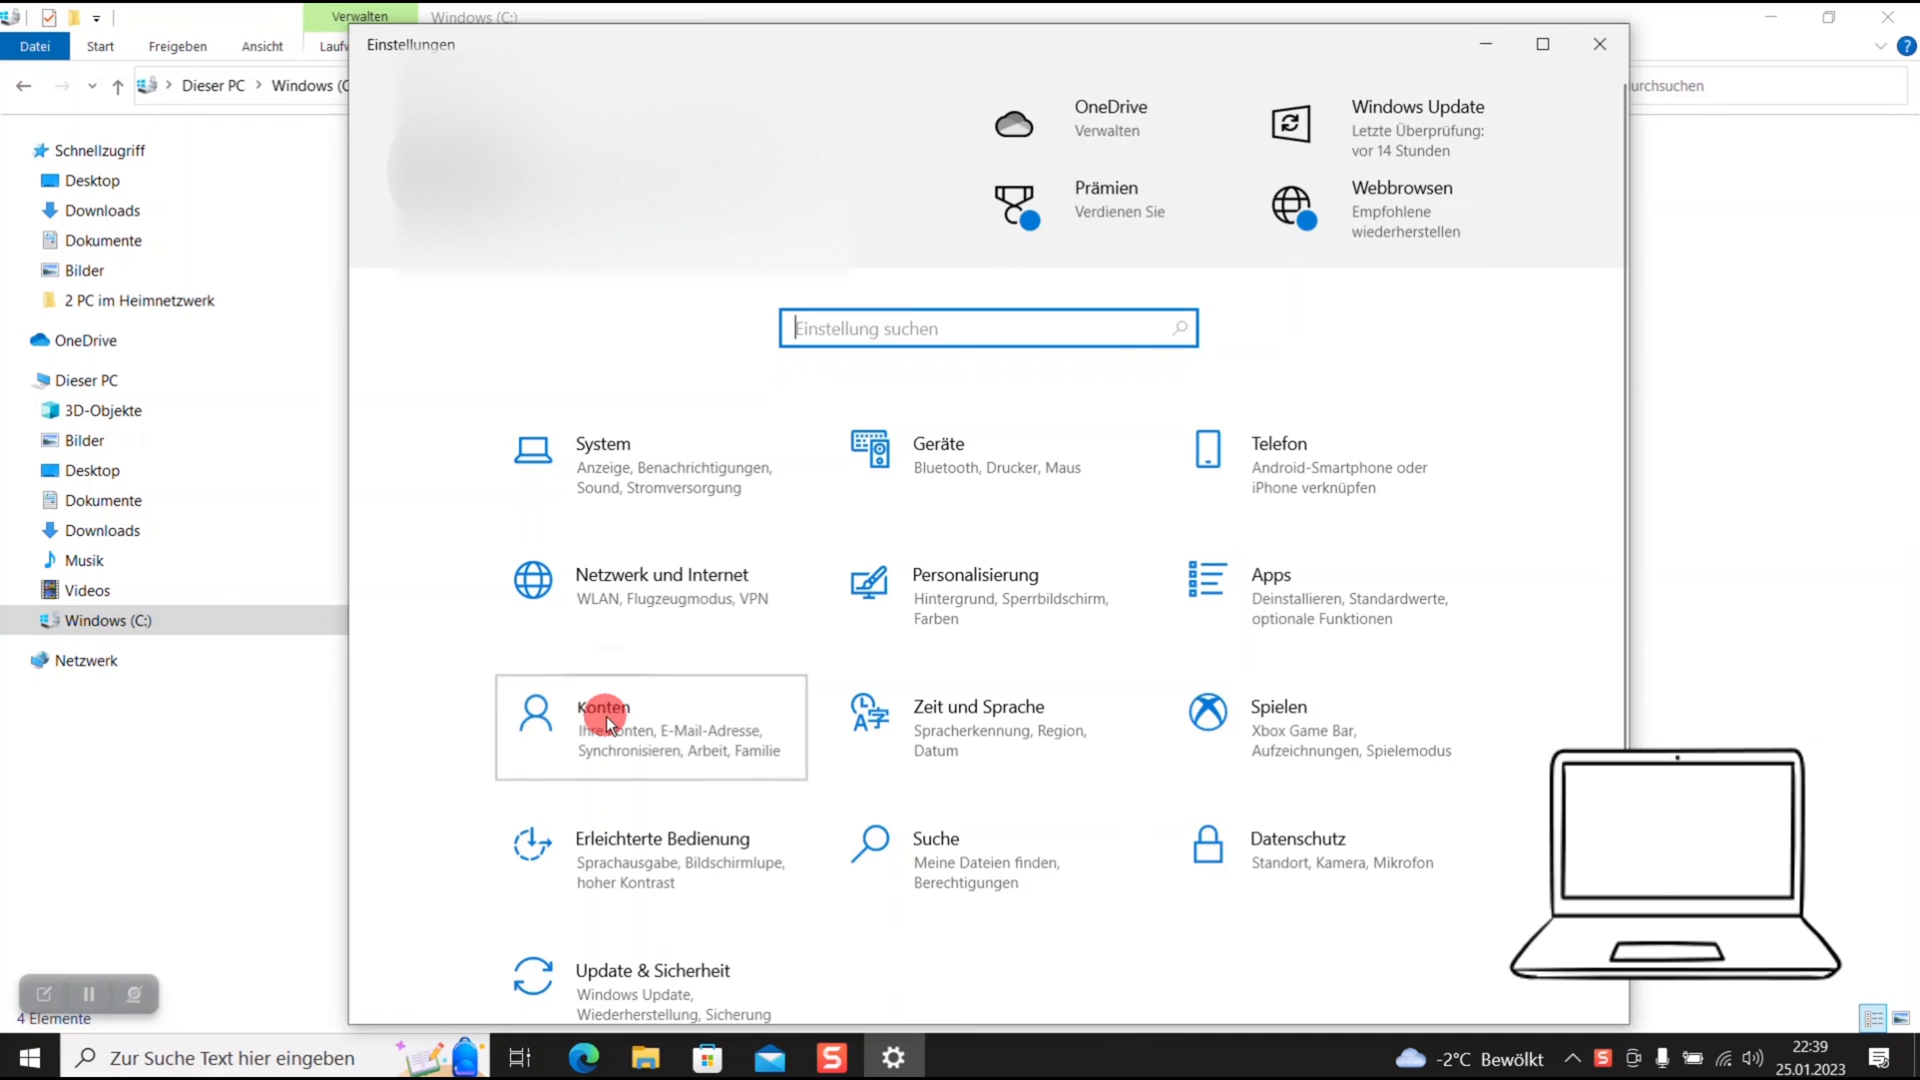 Verwalten
Windows (C:)
Datei
Start
Freigeben
Ansicht
Einstellungen
Dieser PC
Windows
Schnellzugriff
Desktop
Downloads
Dokumente
Bilder
2 PC im Heimnetzwerk
OneDrive
Dieser PC
3D-Objekte
Bilder
Desktop
Dokumente
Downloads
Musik
Videos
Windows (C:)
Netzwerk
4 Elemente
OneDrive
Verwalten
Windows Update
Letzte Überprüfung:
vor 14 Stunden
Prämien
Verdienen Sie
Webbrowsen
Empfohlene
wiederherstellen
Einstellung suchen
System
Anzeige, Benachrichtigungen,
Sound, Stromversorgung
Geräte
Bluetooth, Drucker, Maus
Telefon
Android-Smartphone oder
iPhone verknüpfen
Netzwerk und Internet
WLAN, Flugzeugmodus, VPN
Personalisierung
Hintergrund, Sperrbildschirm,
Farben
Apps
Deinstallieren, Standardwerte,
optionale Funktionen
Konten
Ihre Konten, E-Mail-Adresse,
Synchronisieren, Arbeit, Familie
Zeit und Sprache
Spracherkennung, Region,
Datum
Spielen
Xbox Game Bar,
Aufzeichnungen, Spielemodus
Erleichterte Bedienung
Sprachausgabe, Bildschirmlupe,
hoher Kontrast
Suche
Meine Dateien finden,
Berechtigungen
Datenschutz
Standort, Kamera, Mikrofon
Update & Sicherheit
Windows Update,
Wiederherstellung, Sicherung
Zur Suche Text hier eingeben
-2°C Bewölkt
22:39
25.01.2023